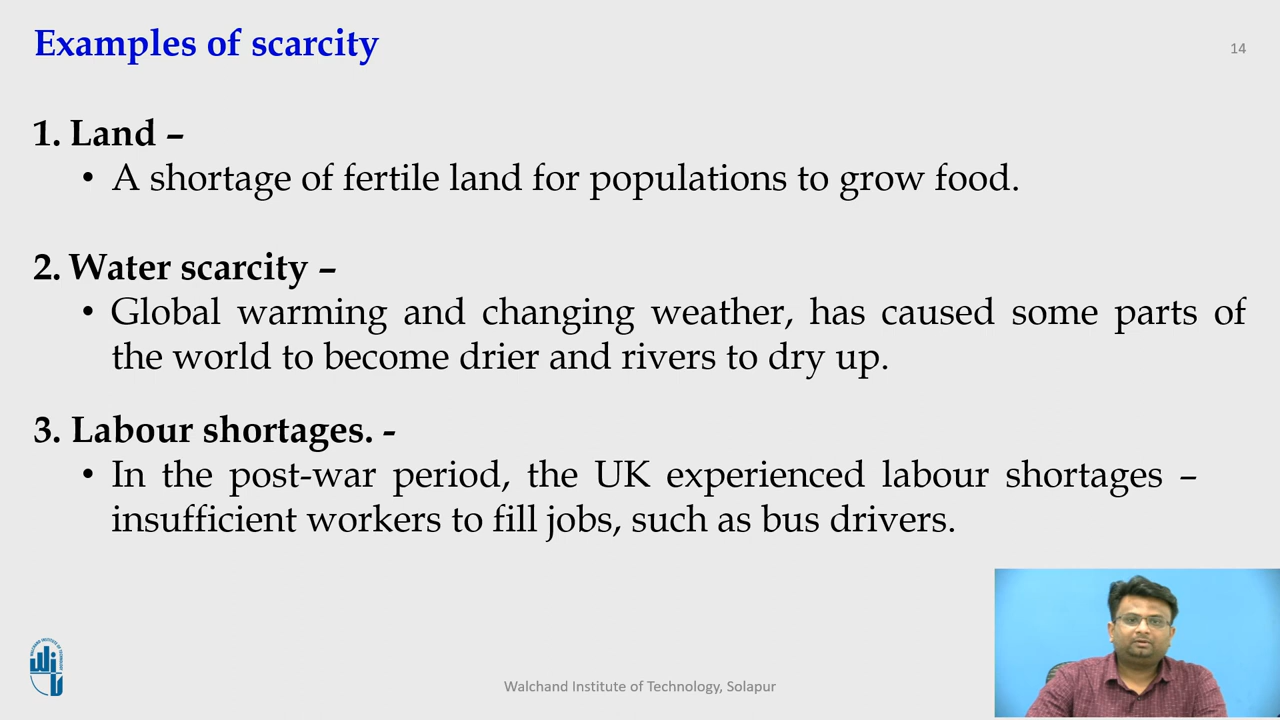 Examples of scarcity
14
1. Land –
• A shortage of fertile land for populations to grow food.
2. Water scarcity –
• Global warming and changing weather, has caused some parts of
the world to become drier and rivers to dry up.
3. Labour shortages. -
• In the post-war period, the UK experienced labour shortages –
insufficient workers to fill jobs, such as bus drivers.
Walchand Institute of Technology, Solapur